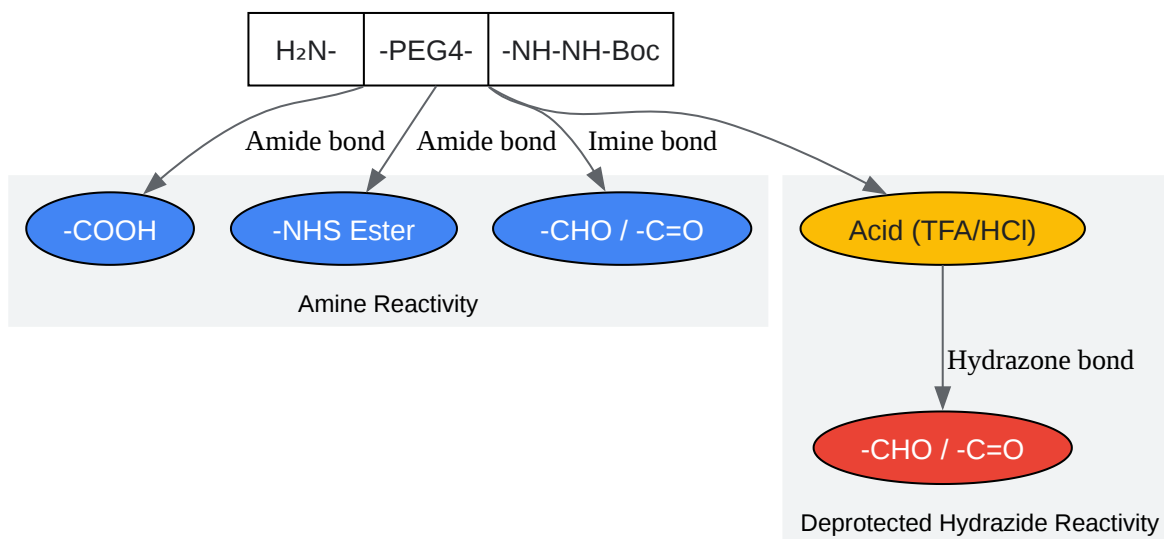 H₂N-
-PEG4-
-NH-NH-Boc
Amide bond
Amide bond
Imine bond
-COOH
-NHS Ester
-CHO / -C=O
Acid (TFA/HCl)
Amine Reactivity
Hydrazone bond
-CHO / -C=O
Deprotected Hydrazide Reactivity